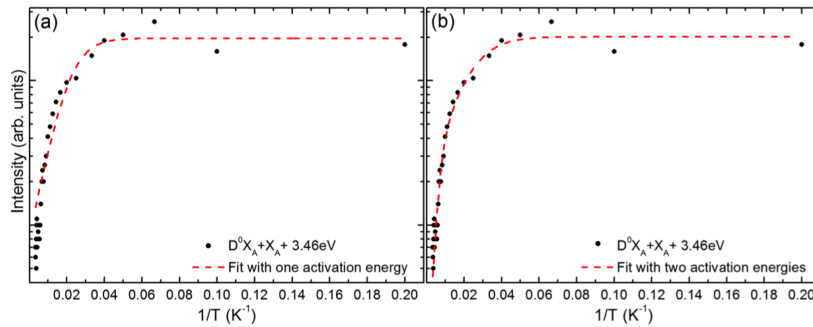 (a)
Intensity (arb. units)
D⁰X_A+X_A+ 3.46eV
Fit with one activation energy
0.02 0.04 0.06 0.08 0.10 0.12 0.14 0.16 0.18 0.20
1/T (K⁻¹)
(b)
D⁰X_A+X_A+ 3.46eV
Fit with two activation energies
0.02 0.04 0.06 0.08 0.10 0.12 0.14 0.16 0.18 0.20
1/T (K⁻¹)